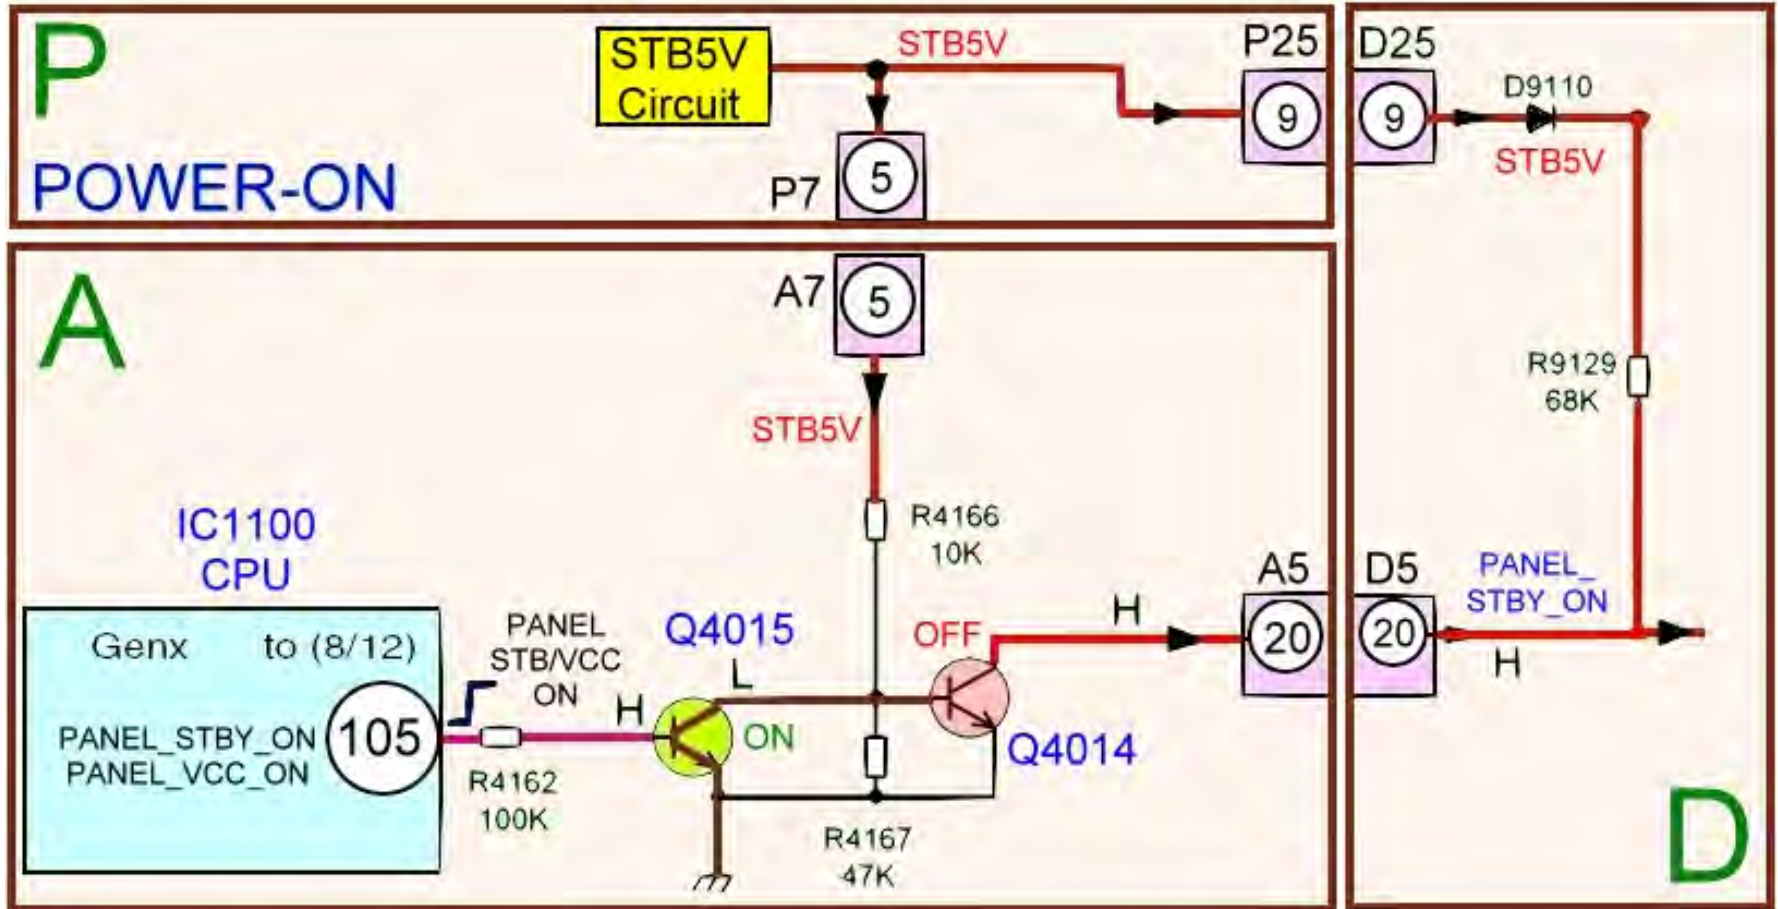 P
POWER-ON
STB5V
Circuit
STB5V
P7
5
P25
9
D25
9
D9110
STB5V
A
A7
5
STB5V
R4166
10K
R9129
68K
IC1100
CPU
Genx to (8/12)
PANEL_STBY_ON
PANEL_VCC_ON
105
PANEL
STB/VCC
ON
R4162
100K
H
Q4015
L
ON
R4167
47K
OFF
Q4014
H
A5
20
D5
20
PANEL_
STBY_ON
H
D